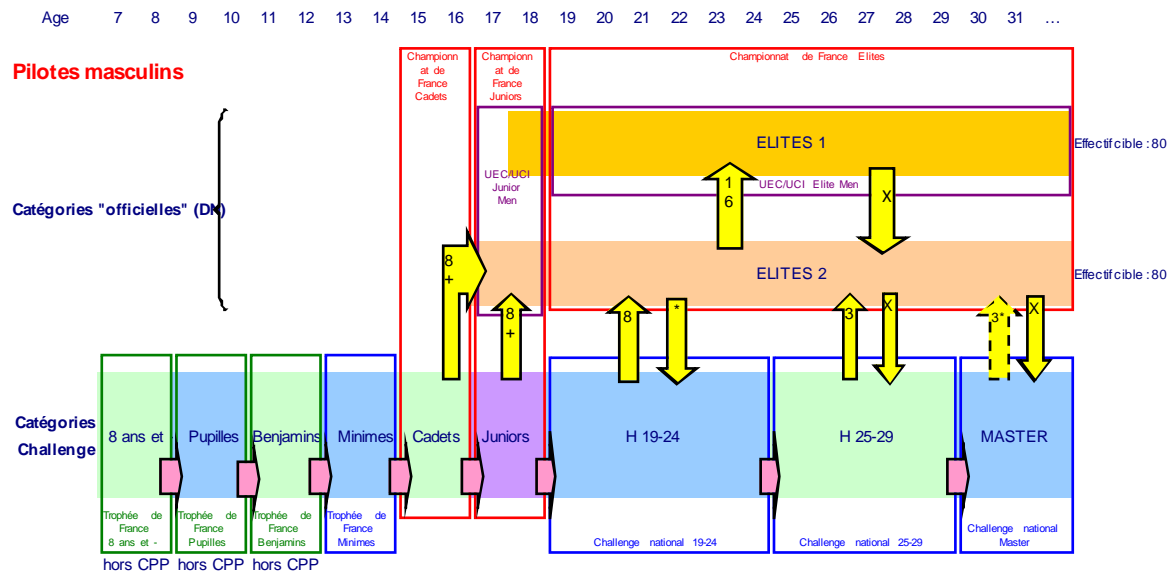 Age 7 8 9 10 11 12 13 14 15 16 17 18 19 20 21 22 23 24 25 26 27 28 29 30 31 ...
Pilotes masculins
Championn
at de
France
Cadets
Championn
at de
France
Juniors
Championnat de France Elites
ELITES 1
Effectif cible : 80
UEC/UCI
Junior
Men
1
6
UEC/UCI Elite Men
X
Catégories "officielles" (DN)
8
+
ELITES 2
Effectif cible : 80
8
+
8
*
3
X
3*
X
Catégories
Challenge
8 ans et -
Pupilles
Benjamins
Minimes
Cadets
Juniors
H 19-24
H 25-29
MASTER
Trophée de
France
8 ans et -
Trophée de
France
Pupilles
Trophée de
France
Benjamins
Trophée de
France
Minimes
Challenge national 19-24
Challenge national 25-29
Challenge national
Master
hors CPP
hors CPP
hors CPP